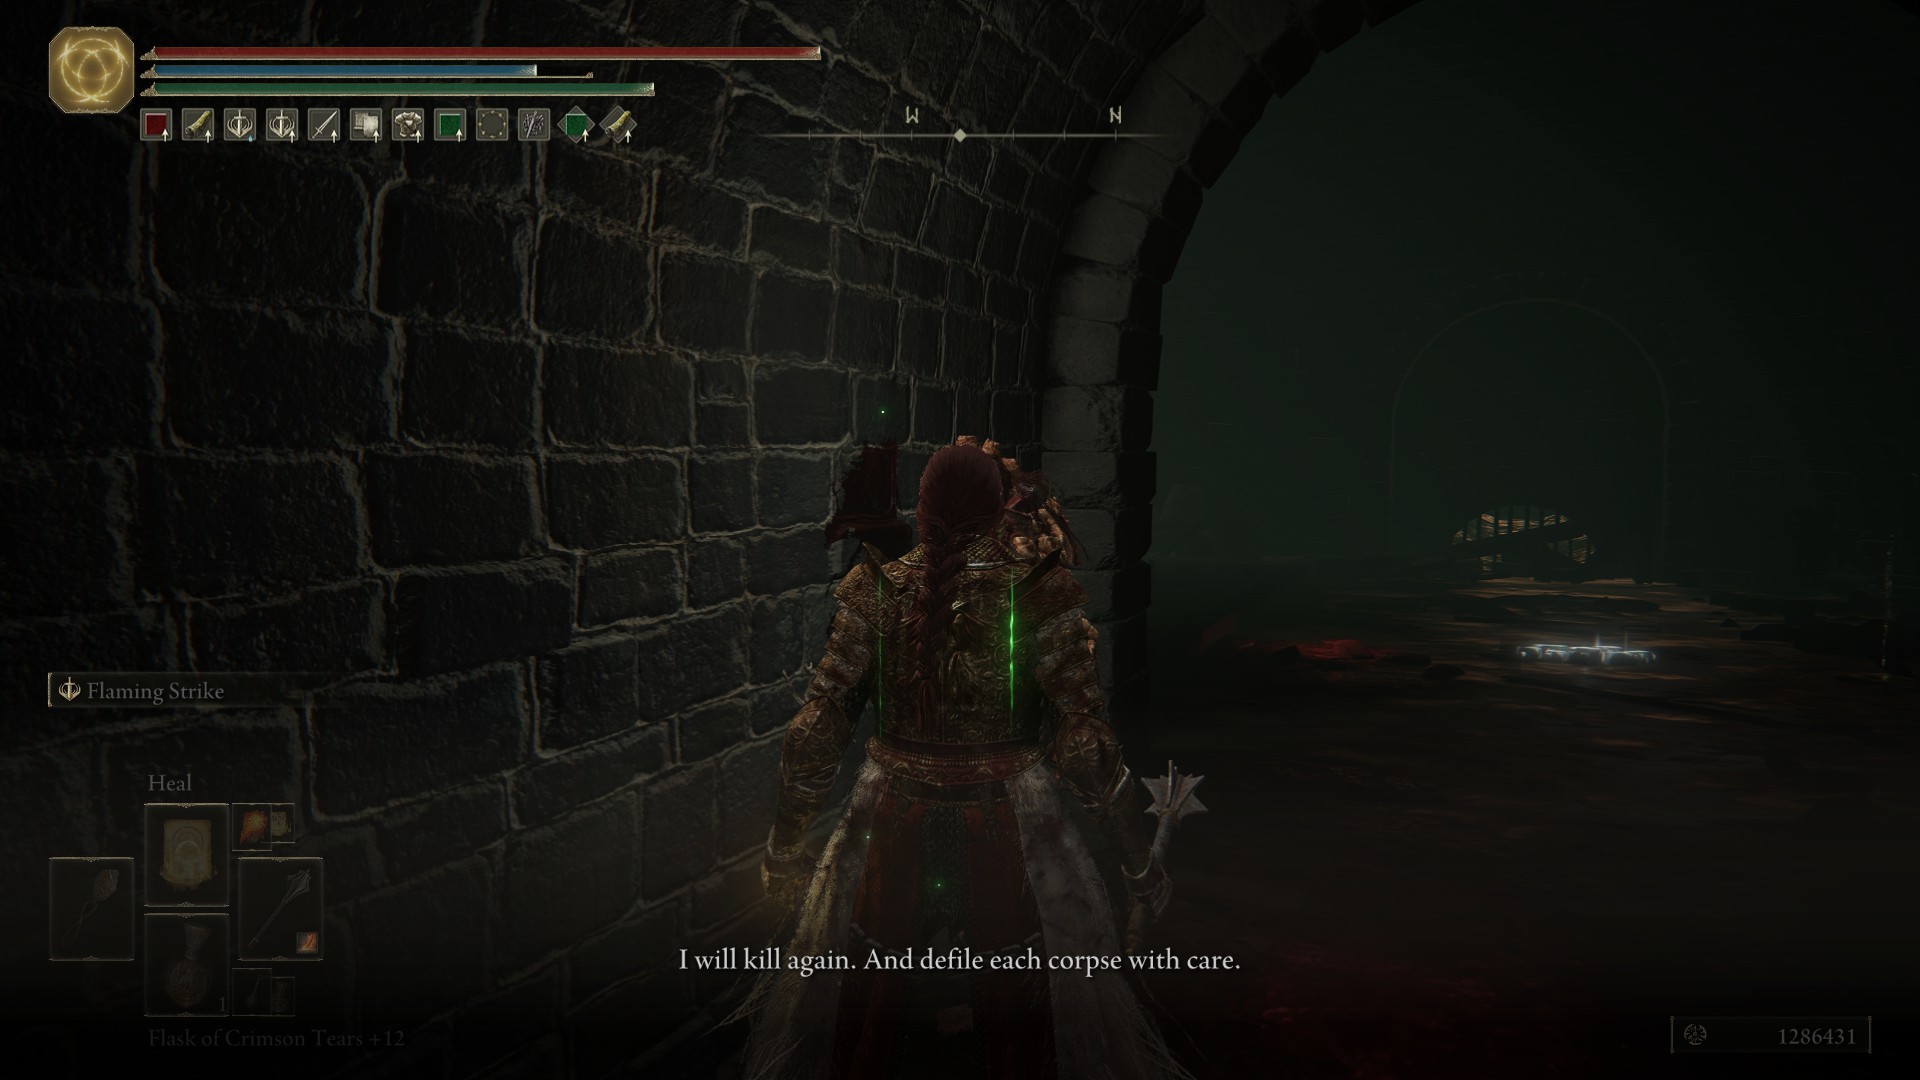 W N
Flaming Strike
Heal
1
I will kill again. And defile each corpse with care.
Flask of Crimson Tears +12
1286431